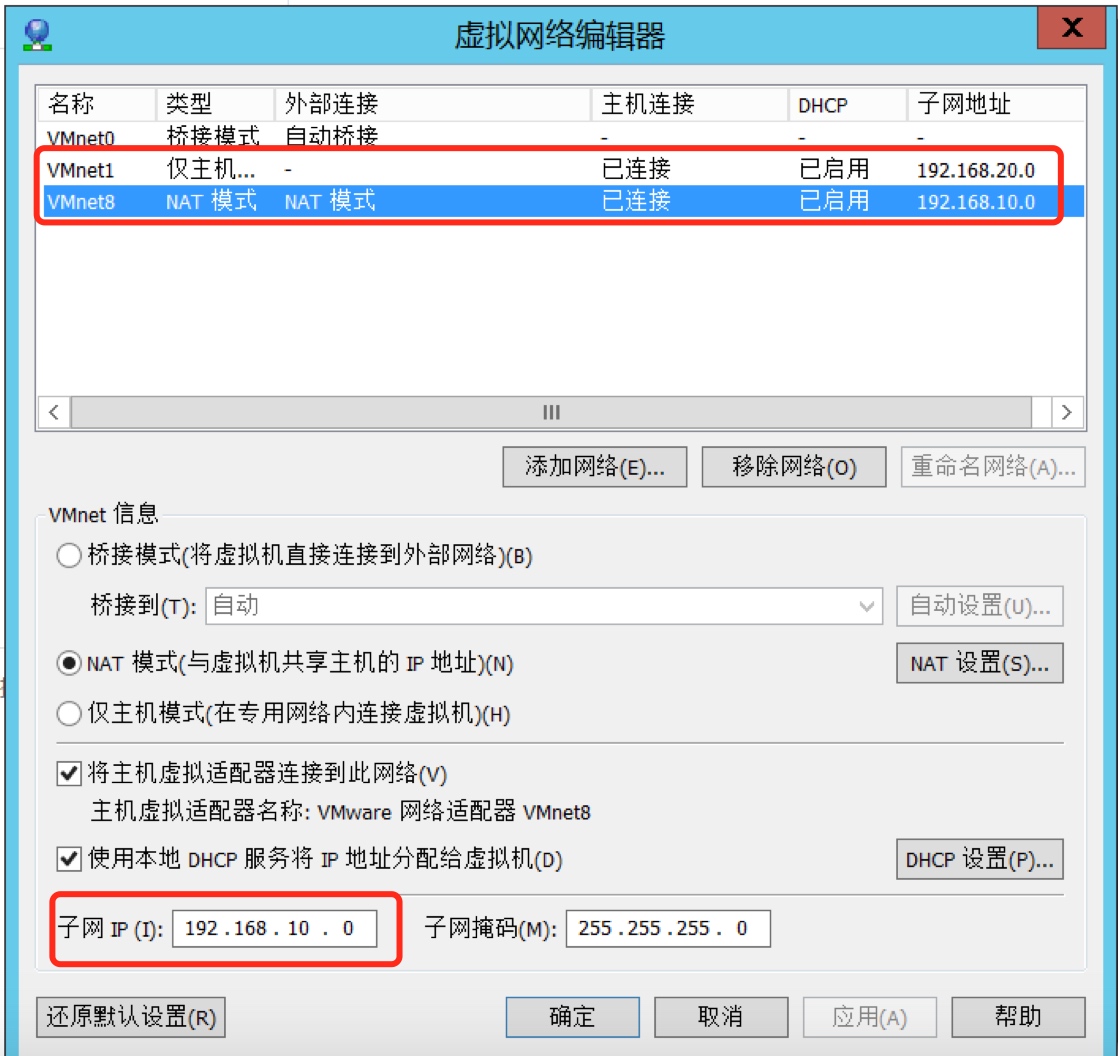 虚拟网络编辑器
名称 类型 外部连接 主机连接 DHCP 子网地址
VMnet0 桥接模式 自动桥接 - - -
VMnet1 仅主机... - 已连接 已启用 192.168.20.0
VMnet8 NAT 模式 NAT 模式 已连接 已启用 192.168.10.0
添加网络(E)... 移除网络(O) 重命名网络(A)...
VMnet 信息
桥接模式(将虚拟机直接连接到外部网络)(B)
桥接到(T): 自动 自动设置(U)...
NAT 模式(与虚拟机共享主机的 IP 地址)(N) NAT 设置(S)...
仅主机模式(在专用网络内连接虚拟机)(H)
将主机虚拟适配器连接到此网络(V)
主机虚拟适配器名称: VMware 网络适配器 VMnet8
使用本地 DHCP 服务将 IP 地址分配给虚拟机(D) DHCP 设置(P)...
子网 IP (I): 192.168.10.0 子网掩码(M): 255.255.255.0
还原默认设置(R) 确定 取消 应用(A) 帮助